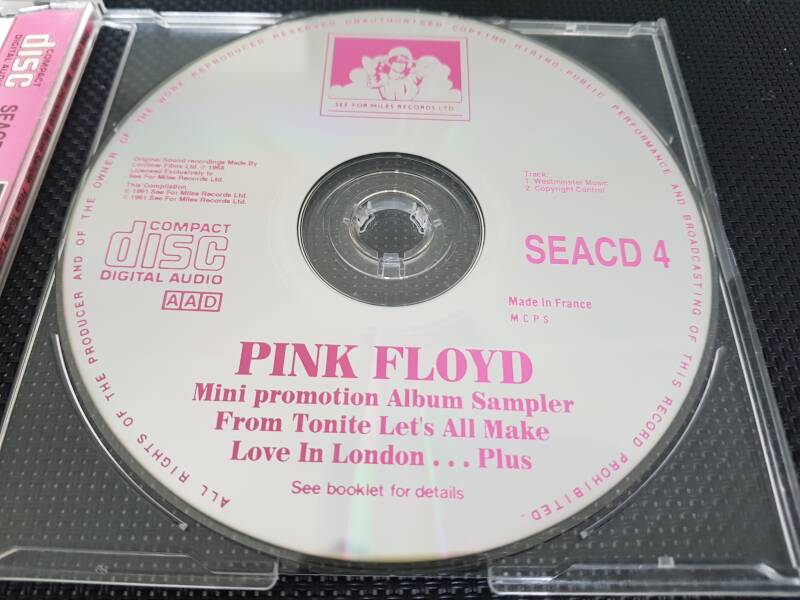 COMPACT
disc
DIGITAL AUDIO
SEACD
SEE FOR MILES RECORDS LTD.
ALL RIGHTS OF THE PRODUCER AND OF THE OWNER OF THE WORK REPRODUCED RESERVED UNAUTHORISED COPYING·HIRING·PUBLIC PERFORMANCE AND BROADCASTING OF THIS RECORD PROHIBITED.
Original Sound recordings Made By
Lorrimer Films Ltd. ℗ 1968
Licensed Exclusively to
See For Miles Records Ltd.
This Compilation
℗ 1991 See For Miles Records Ltd.
© 1991 See For Miles Records Ltd.
Track:
1. Westminster Music
2. Copyright Control
COMPACT
disc
DIGITAL AUDIO
AAD
SEACD 4
Made In France
MCPS
PINK FLOYD
Mini promotion Album Sampler
From Tonite Let's All Make
Love In London . . . Plus
See booklet for details